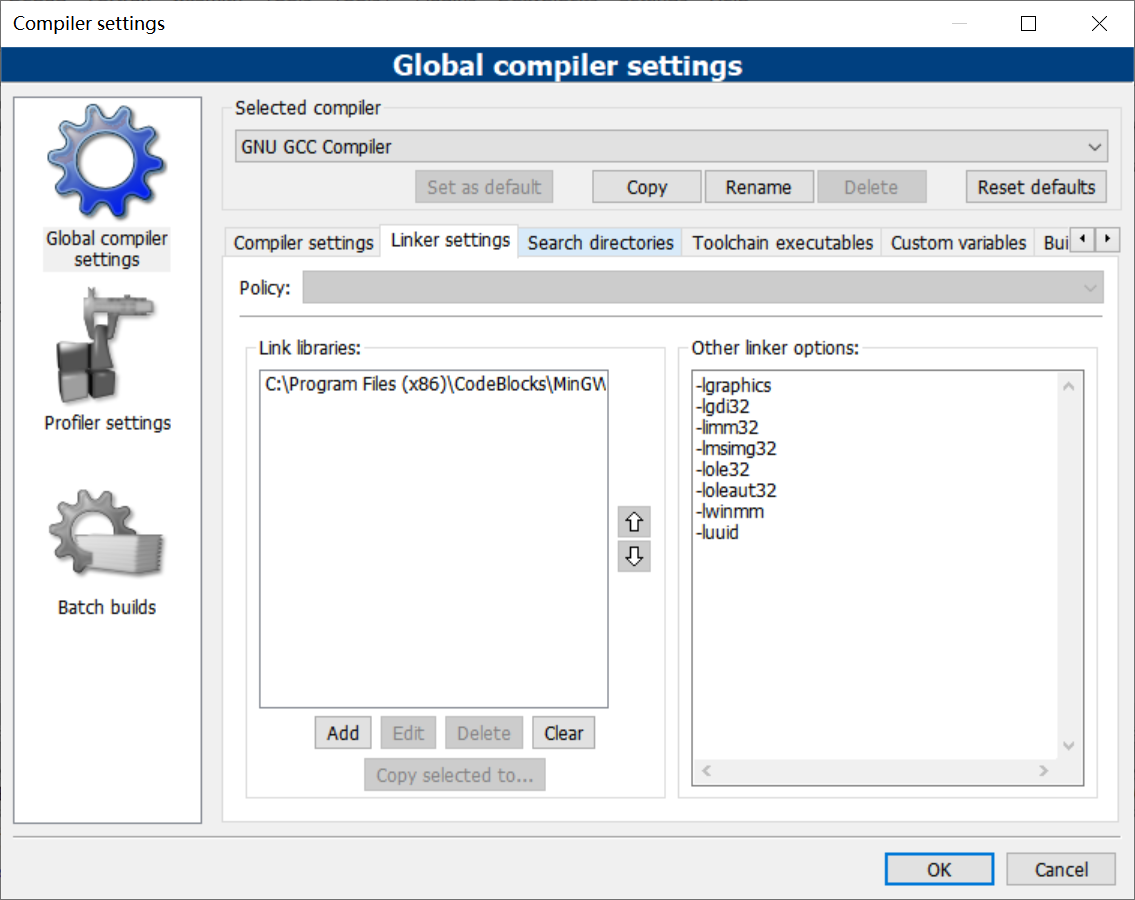 Compiler settings
Global compiler settings
Global compiler
settings
Profiler settings
Batch builds
Selected compiler
GNU GCC Compiler
Set as default
Copy
Rename
Delete
Reset defaults
Compiler settings
Linker settings
Search directories
Toolchain executables
Custom variables
Bui
Policy:
Link libraries:
C:\Program Files (x86)\CodeBlocks\MinGW
Add
Edit
Delete
Clear
Copy selected to...
Other linker options:
-lgraphics
-lgdi32
-limm32
-lmsimg32
-lole32
-loleaut32
-lwinmm
-luuid
OK
Cancel